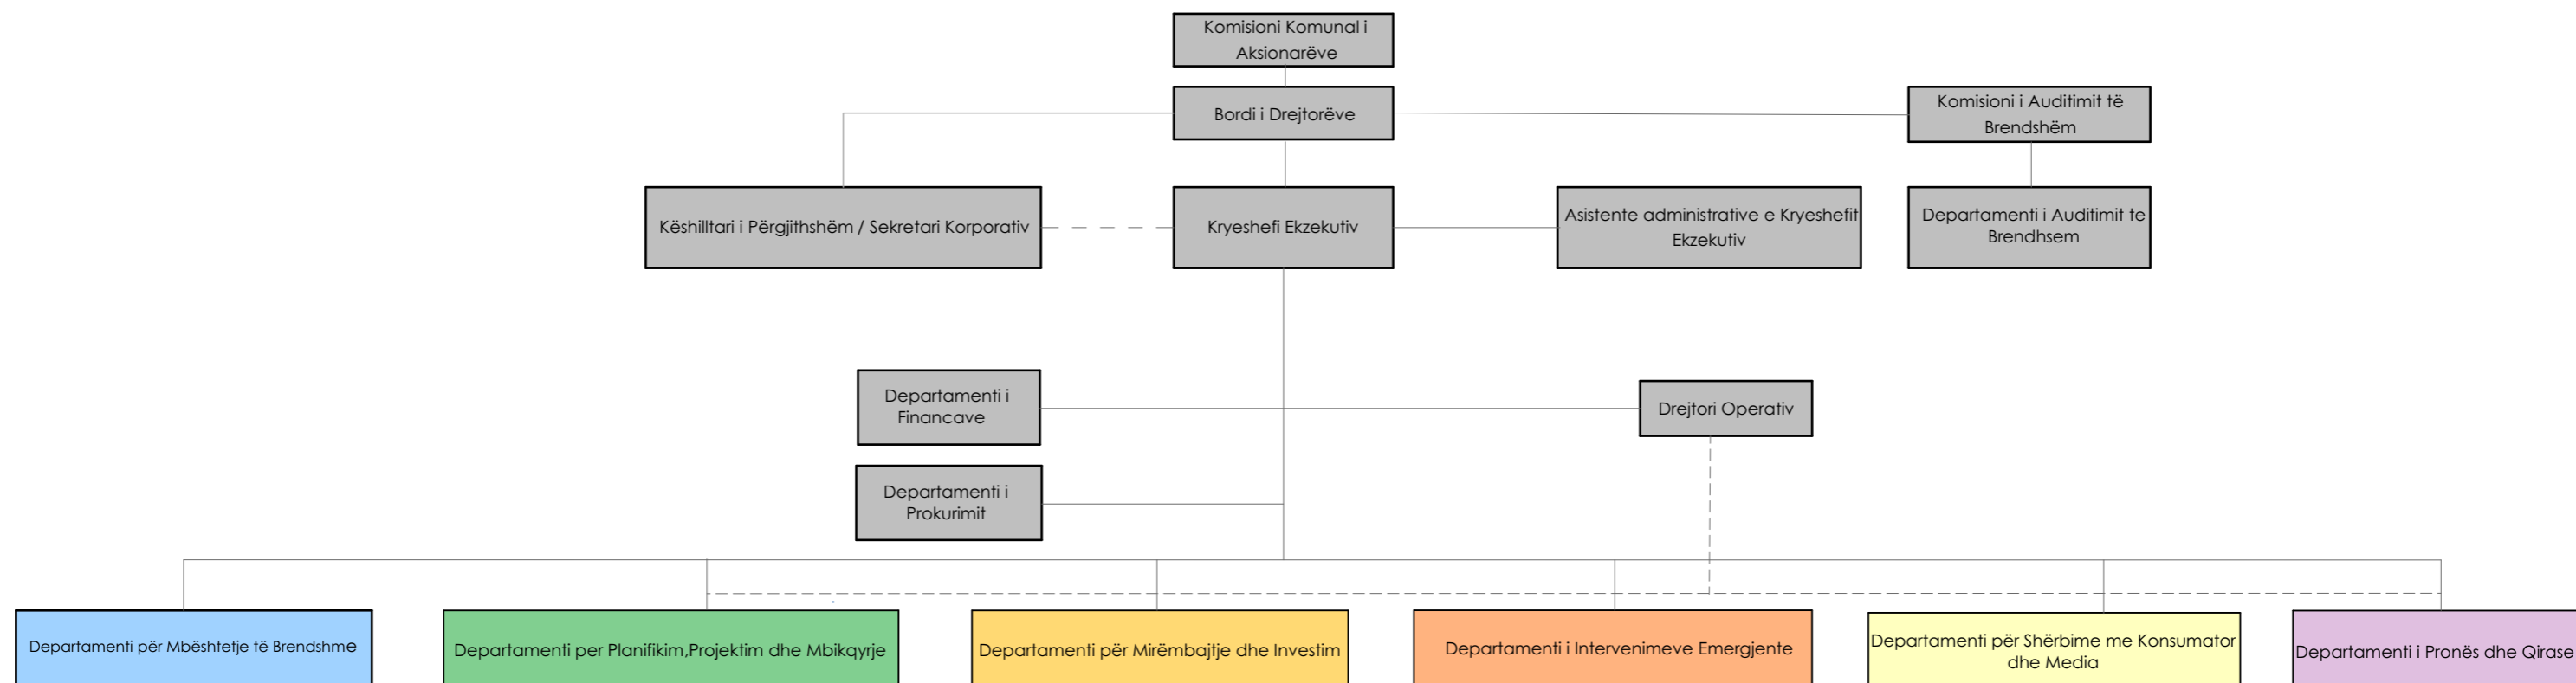 Komisioni Komunal i
Aksionarëve
Bordi i Drejtorëve
Komisioni i Auditimit të
Brendshëm
Këshilltari i Përgjithshëm / Sekretari Korporativ
Kryeshefi Ekzekutiv
Asistente administrative e Kryeshefit
Ekzekutiv
Departamenti i Auditimit te
Brendhsem
Departamenti i
Financave
Drejtori Operativ
Departamenti i
Prokurimit
Departamenti për Mbështetje të Brendshme
Departamenti per Planifikim,Projektim dhe Mbikqyrje
Departamenti për Mirëmbajtje dhe Investim
Departamenti i Intervenimeve Emergjente
Departamenti për Shërbime me Konsumator
dhe Media
Departamenti i Pronës dhe Qirase